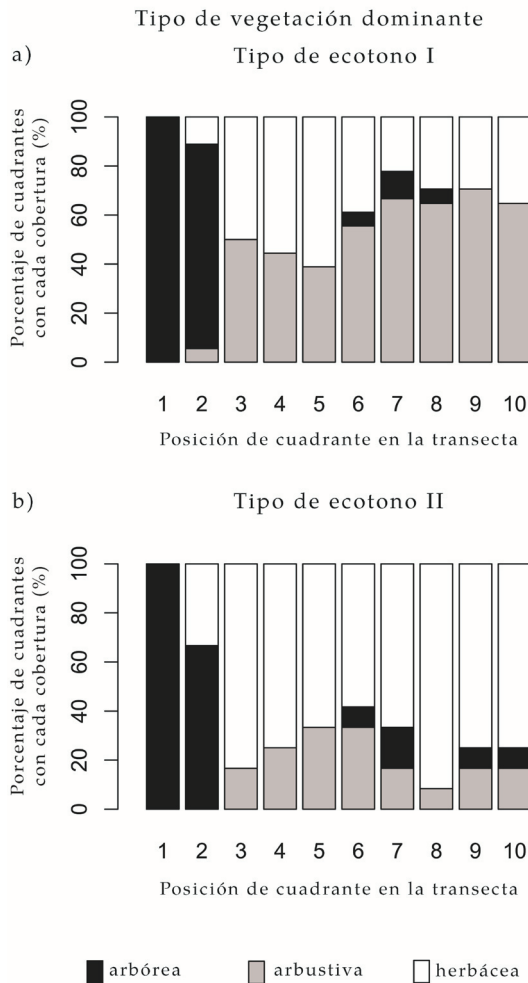 Tipo de vegetación dominante
a) Tipo de ecotono I
Porcentaje de cuadrantes
con cada cobertura (%)
100
80
60
40
20
0
1 2 3 4 5 6 7 8 9 10
Posición de cuadrante en la transecta
b) Tipo de ecotono II
Porcentaje de cuadrantes
con cada cobertura (%)
100
80
60
40
20
0
1 2 3 4 5 6 7 8 9 10
Posición de cuadrante en la transecta
arbórea arbustiva herbácea